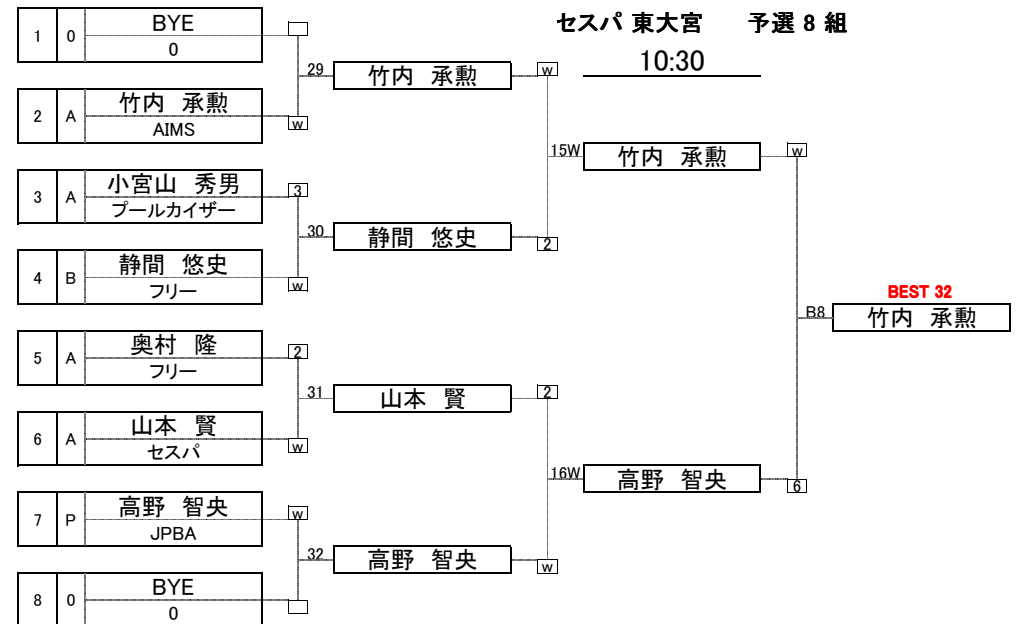 セスパ 東大宮 予選 8 組
10:30
1 0 BYE
0
29 竹内 承勲 w
2 A 竹内 承勲
AIMS w
15W 竹内 承勲 w
3 A 小宮山 秀男 3
プールカイザー
30 静間 悠史 2
4 B 静間 悠史
フリー w
BEST 32
B8 竹内 承勲
5 A 奥村 隆 2
フリー
31 山本 賢 2
6 A 山本 賢
セスパ w
16W 高野 智央 6
7 P 高野 智央 w
JPBA
32 高野 智央 w
8 0 BYE
0